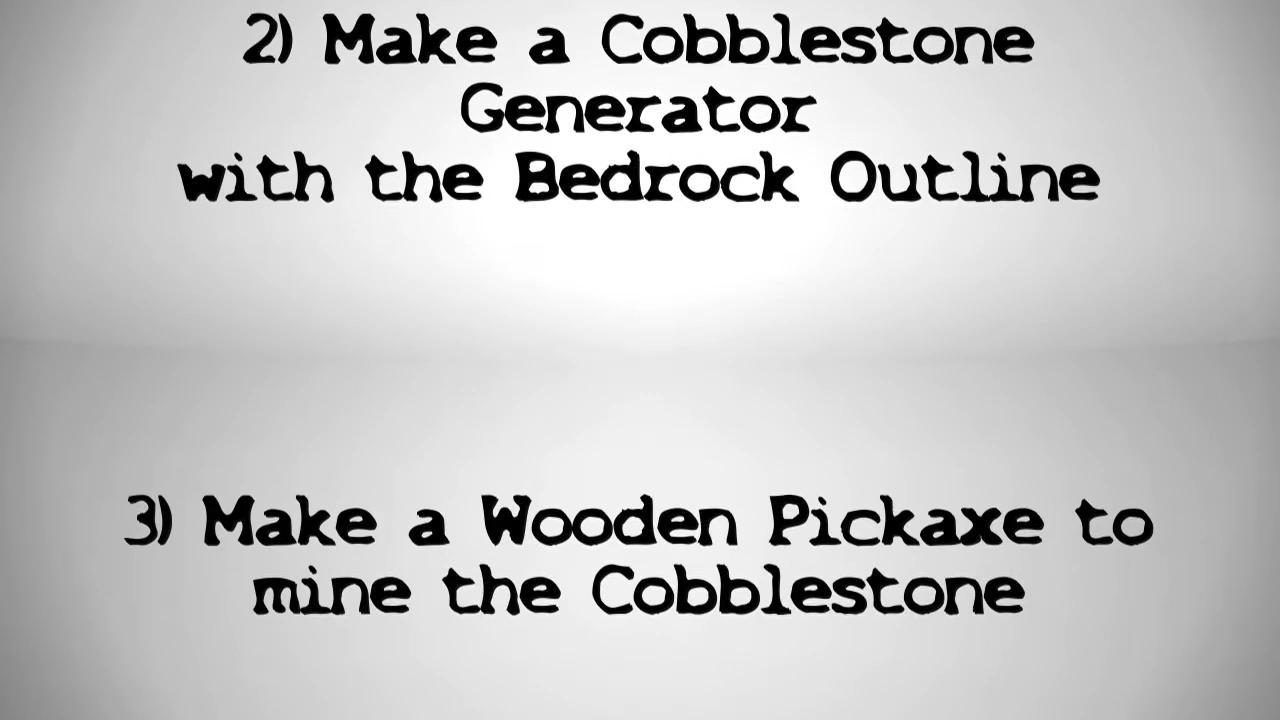 2) Make a Cobblestone
Generator
with the Bedrock Outline
3) Make a Wooden Pickaxe to
mine the Cobblestone